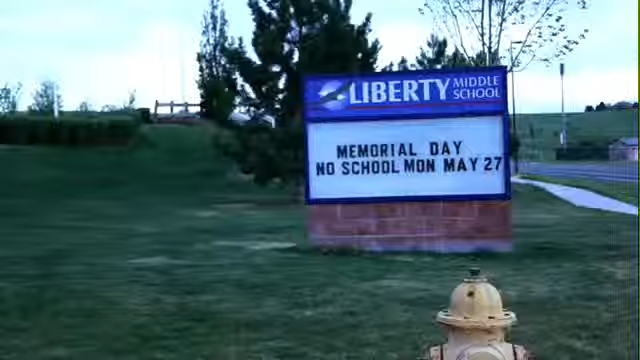 LIBERTY MIDDLE SCHOOL
MEMORIAL DAY
NO SCHOOL MON MAY 27